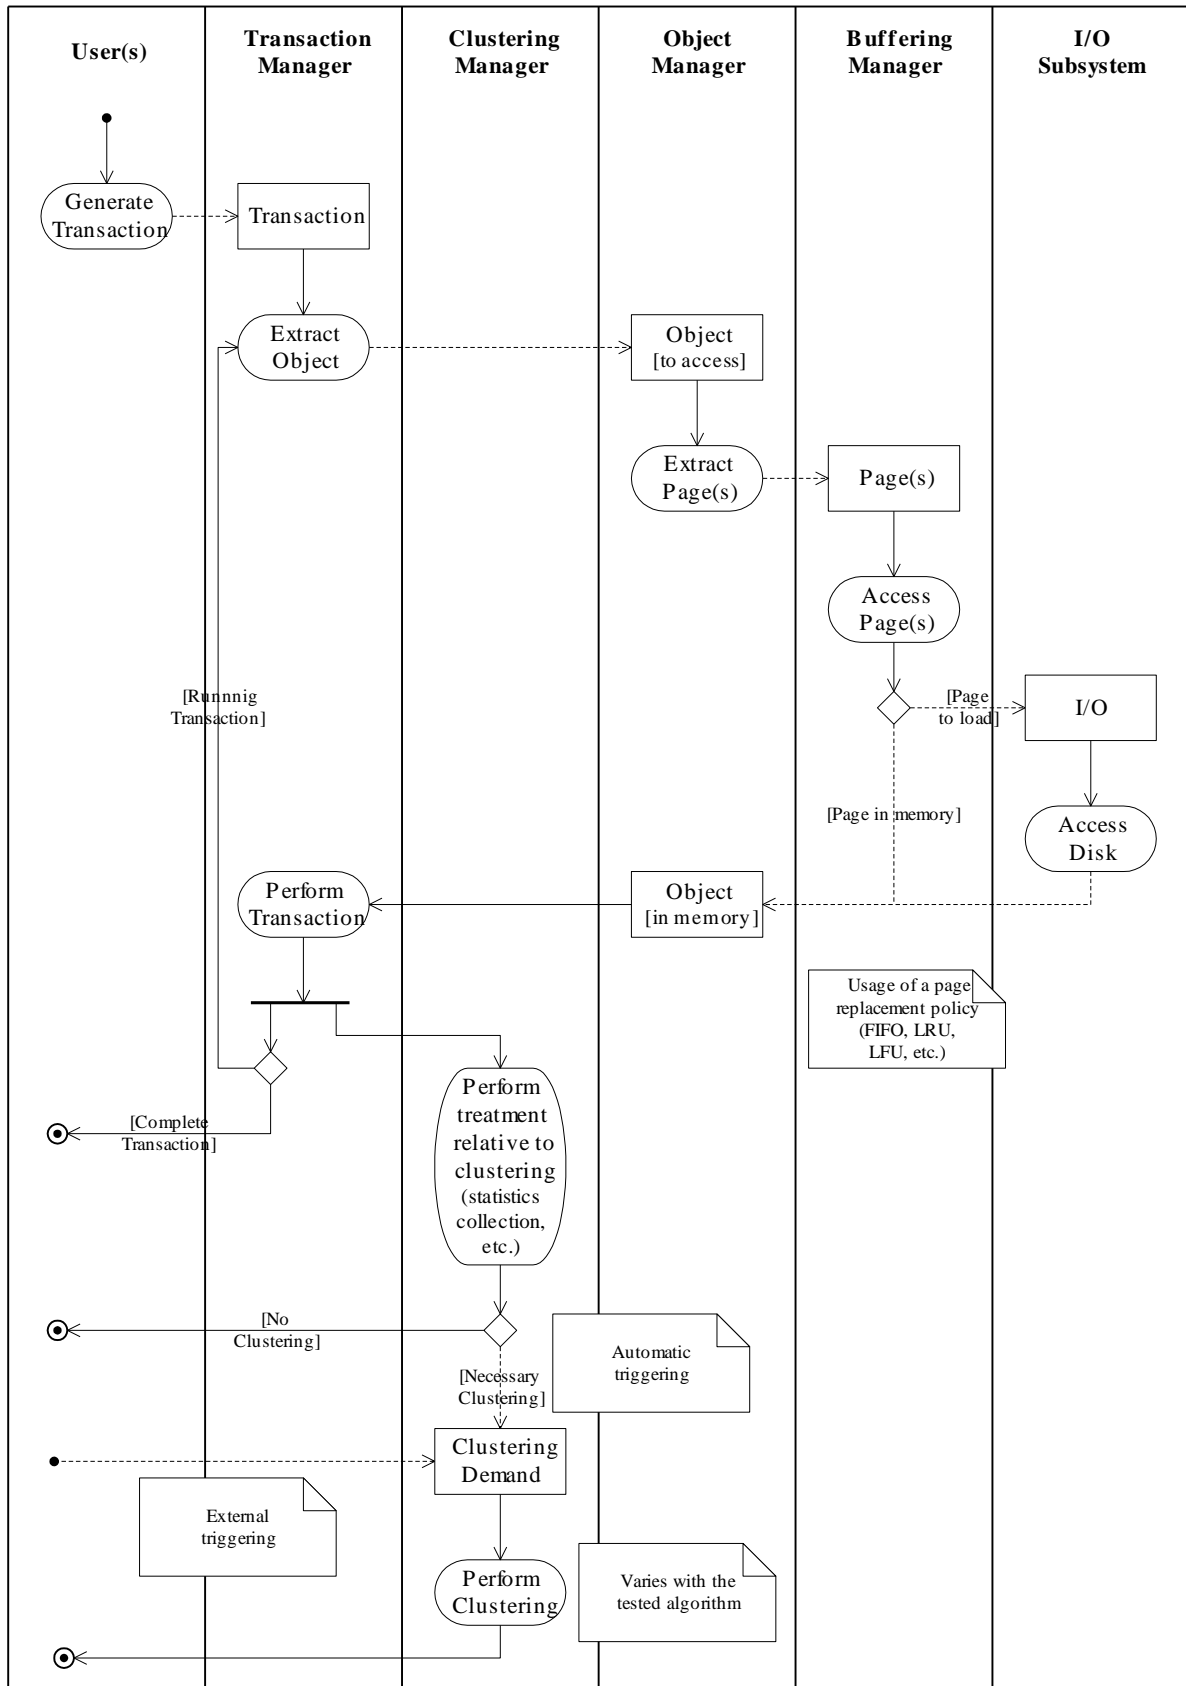 User(s)
Transaction
Manager
Clustering
Manager
Object
Manager
Buffering
Manager
I/O
Subsystem
Generate
Transaction
Transaction
Extract
Object
Object
[to access]
Extract
Page(s)
Page(s)
Access
Page(s)
[Runnnig
Transaction]
[Page
to load]
I/O
[Page in memory]
Access
Disk
Perform
Transaction
Object
[in memory]
Usage of a page
replacement policy
(FIFO, LRU,
LFU, etc.)
Perform
treatment
relative to
clustering
(statistics
collection,
etc.)
[Complete
Transaction]
[No
Clustering]
Automatic
triggering
[Necessary
Clustering]
Clustering
Demand
External
triggering
Perform
Clustering
Varies with the
tested algorithm